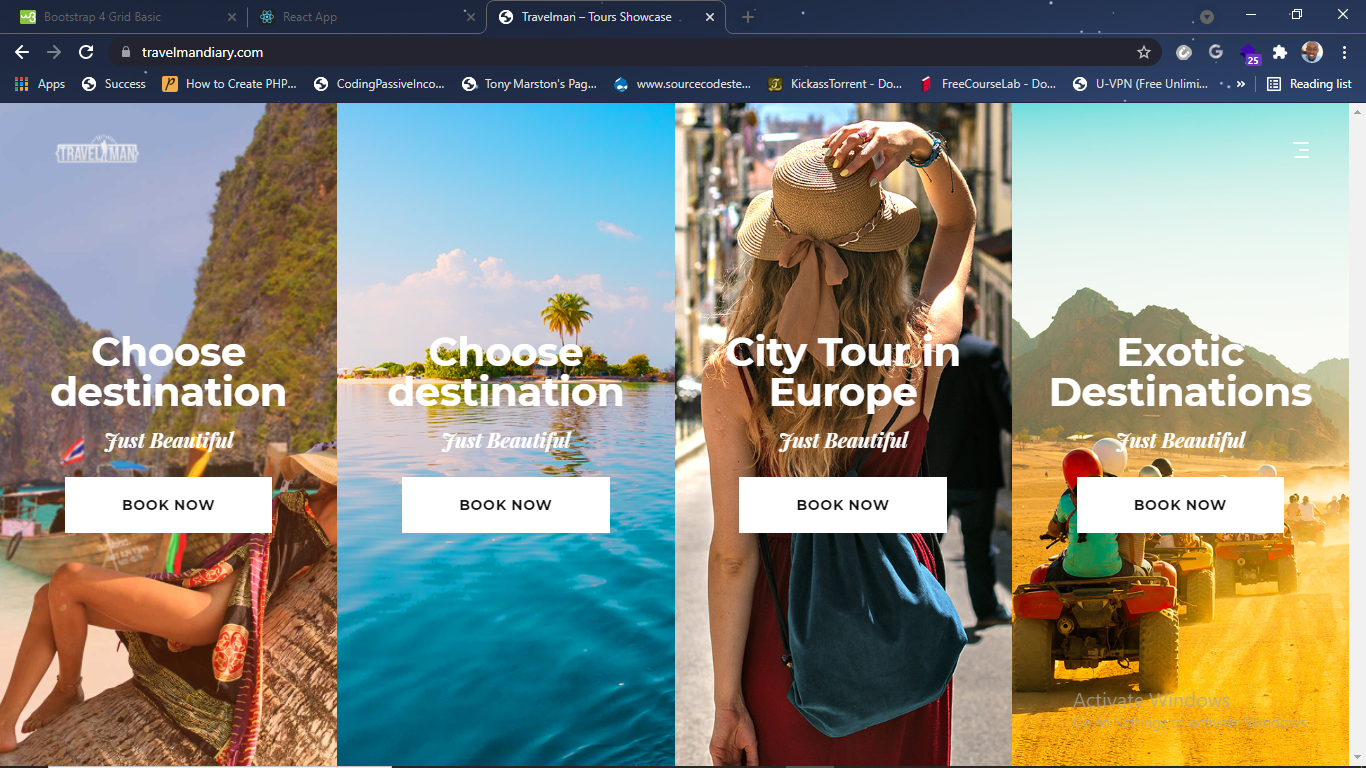 Bootstrap 4 Grid Basic
React App
Travelman – Tours Showcase
travelmandiary.com
25
Apps
Success
How to Create PHP...
CodingPassiveInco...
Tony Marston's Pag...
www.sourcecodeste...
KickassTorrent - Do...
FreeCourseLab - Do...
U-VPN (Free Unlimi...
»
Reading list
TRAVEL MAN
Choose
destination
Just Beautiful
BOOK NOW
Choose
destination
Just Beautiful
BOOK NOW
City Tour in
Europe
Just Beautiful
BOOK NOW
Exotic
Destinations
Just Beautiful
BOOK NOW
Activate Windows
Go to Settings to activate Windows.